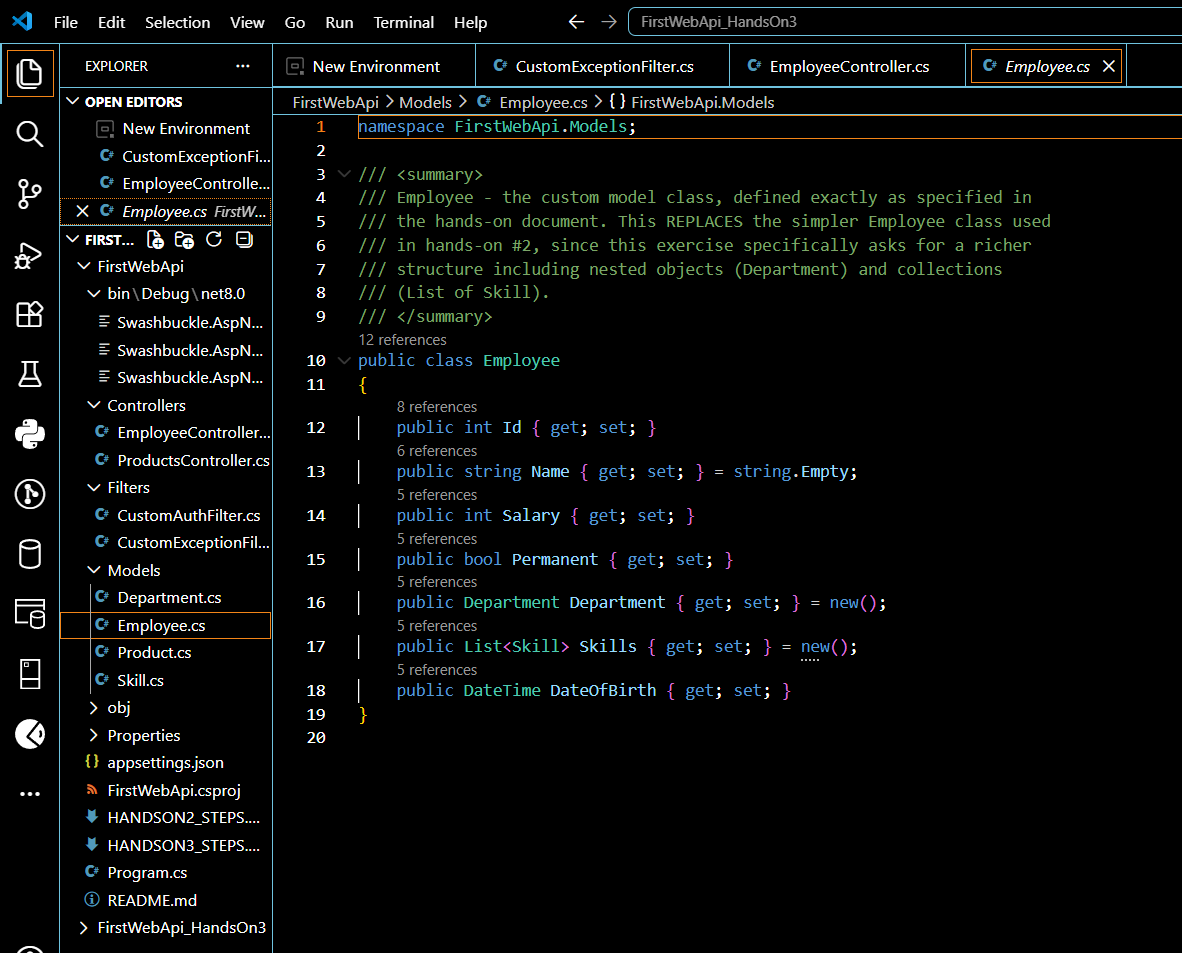 File Edit Selection View Go Run Terminal Help
FirstWebApi_HandsOn3
EXPLORER
OPEN EDITORS
New Environment
CustomExceptionFi...
EmployeeControlle...
Employee.cs FirstW...
FIRST...
FirstWebApi
bin\Debug\net8.0
Swashbuckle.AspN...
Swashbuckle.AspN...
Swashbuckle.AspN...
Controllers
EmployeeController...
ProductsController.cs
Filters
CustomAuthFilter.cs
CustomExceptionFil...
Models
Department.cs
Employee.cs
Product.cs
Skill.cs
obj
Properties
appsettings.json
FirstWebApi.csproj
HANDSON2_STEPS....
HANDSON3_STEPS....
Program.cs
README.md
FirstWebApi_HandsOn3
New Environment CustomExceptionFilter.cs EmployeeController.cs Employee.cs
FirstWebApi > Models > Employee.cs > {} FirstWebApi.Models
1 namespace FirstWebApi.Models;
2
3 /// <summary>
4 /// Employee - the custom model class, defined exactly as specified in
5 /// the hands-on document. This REPLACES the simpler Employee class used
6 /// in hands-on #2, since this exercise specifically asks for a richer
7 /// structure including nested objects (Department) and collections
8 /// (List of Skill).
9 /// </summary>
12 references
10 public class Employee
11 {
8 references
12 public int Id { get; set; }
6 references
13 public string Name { get; set; } = string.Empty;
5 references
14 public int Salary { get; set; }
5 references
15 public bool Permanent { get; set; }
5 references
16 public Department Department { get; set; } = new();
5 references
17 public List<Skill> Skills { get; set; } = new();
5 references
18 public DateTime DateOfBirth { get; set; }
19 }
20